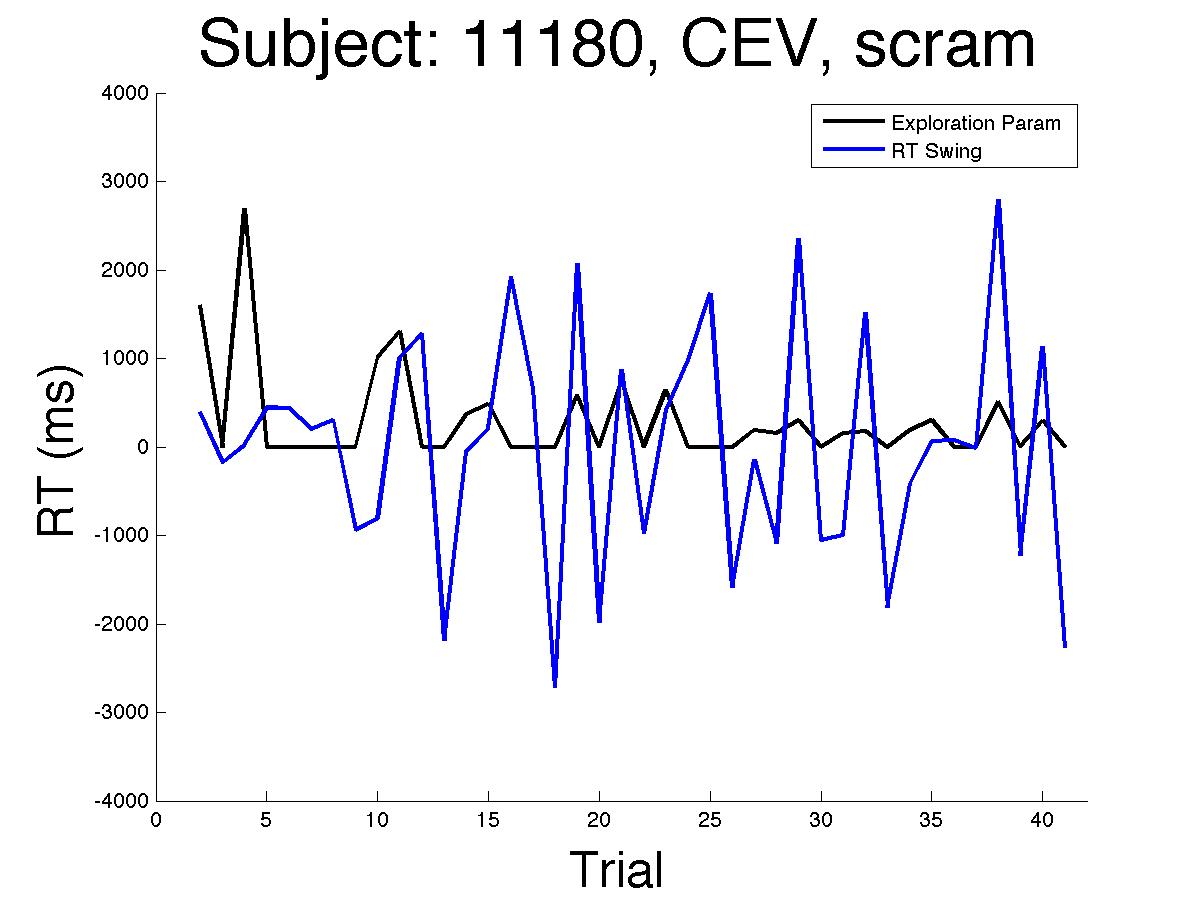 Subject: 11180, CEV, scram
4000
3000
2000
1000
0
-1000
-2000
-3000
-4000
RT (ms)
Exploration Param
RT Swing
0 5 10 15 20 25 30 35 40
Trial